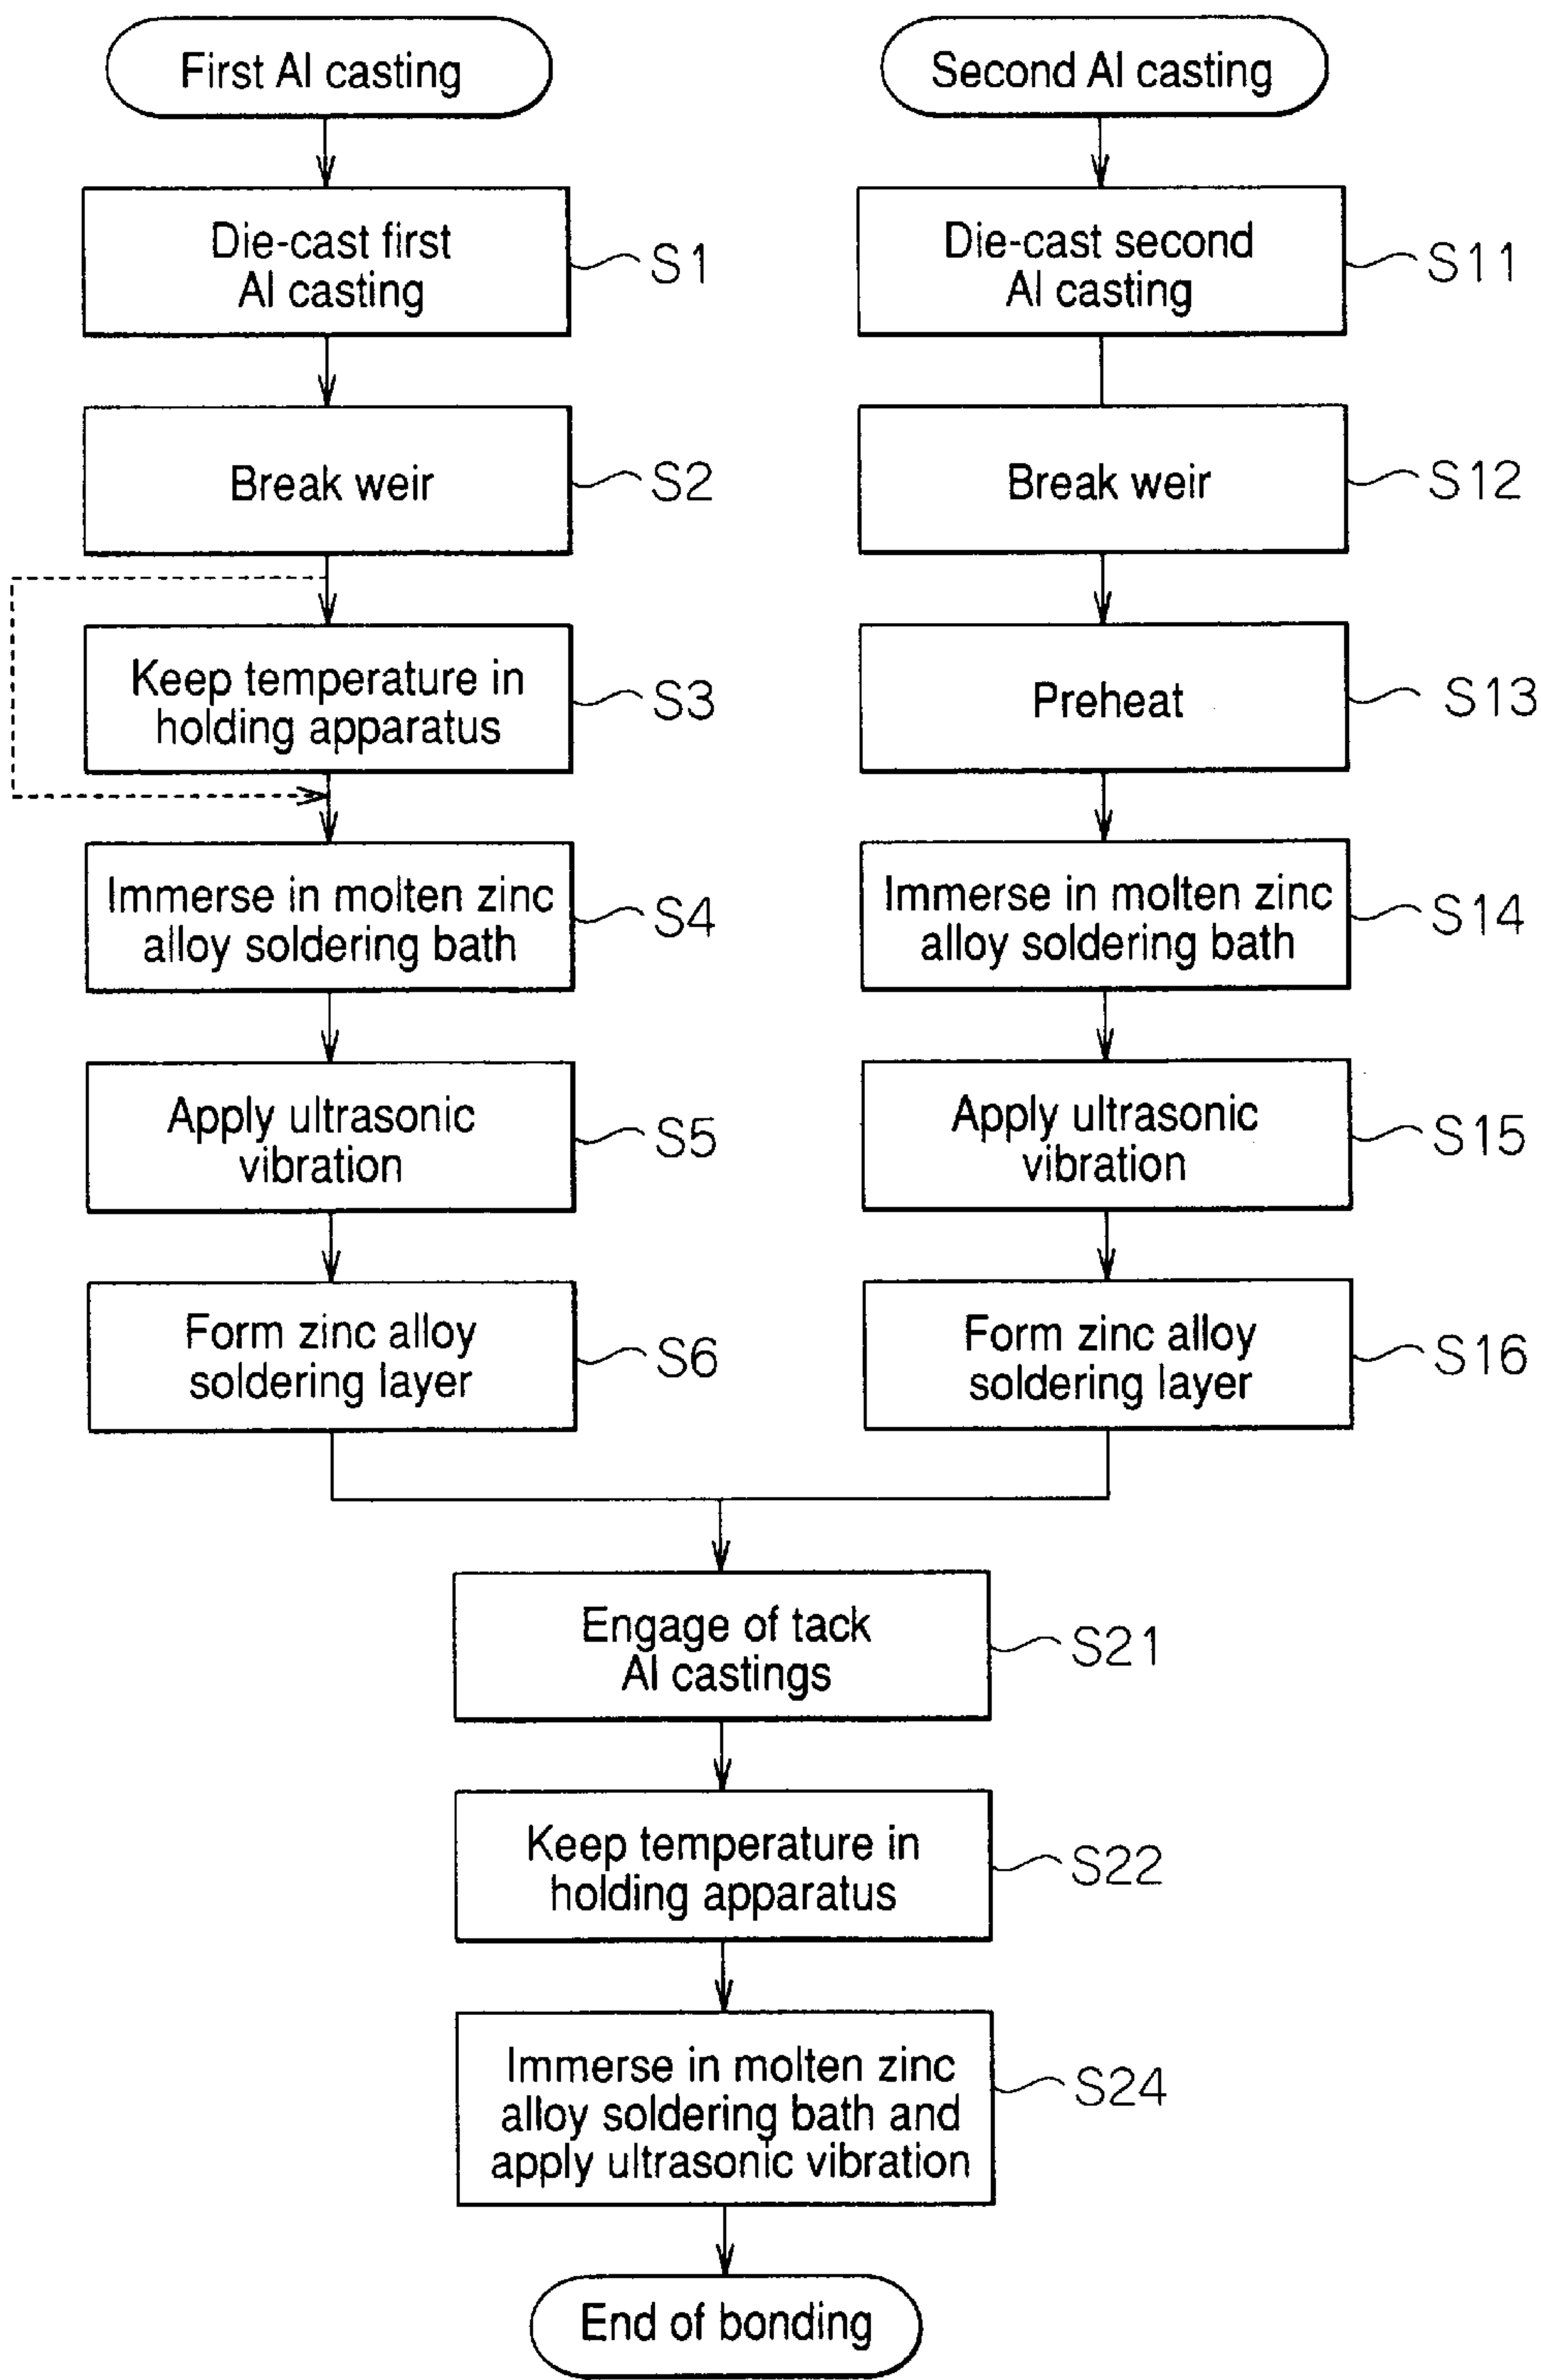 First Al casting
Die-cast first
Al casting
S1
Break weir
S2
Keep temperature in
holding apparatus
S3
Immerse in molten zinc
alloy soldering bath
S4
Apply ultrasonic
vibration
S5
Form zinc alloy
soldering layer
S6
Second Al casting
Die-cast second
Al casting
S11
Break weir
S12
Preheat
S13
Immerse in molten zinc
alloy soldering bath
S14
Apply ultrasonic
vibration
S15
Form zinc alloy
soldering layer
S16
Engage of tack
Al castings
S21
Keep temperature in
holding apparatus
S22
Immerse in molten zinc
alloy soldering bath and
apply ultrasonic vibration
S24
End of bonding